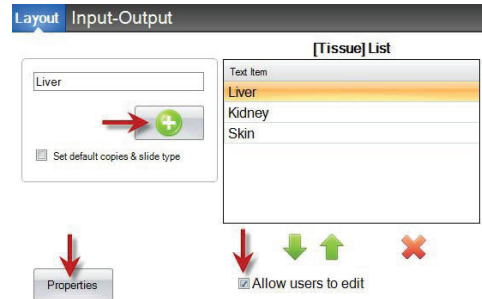 Layout Input-Output
[Tissue] List
Liver
Set default copies & slide type
Text Item
Liver
Kidney
Skin
Properties
Allow users to edit